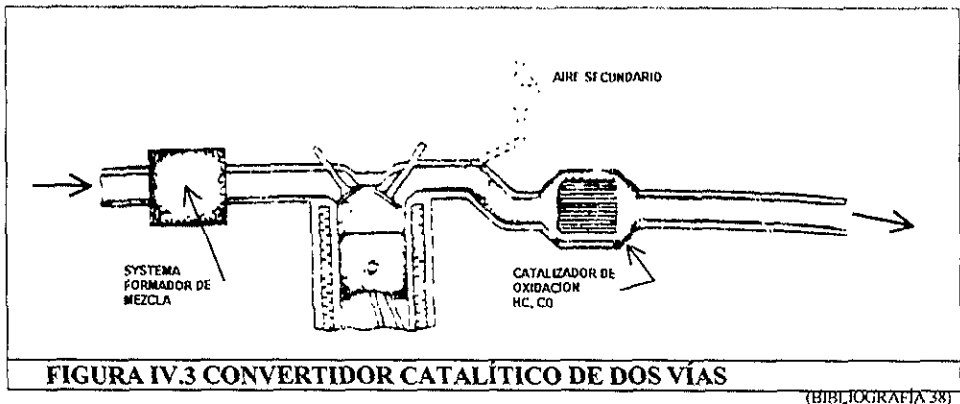 AIRE SECUNDARIO
SYSTEMA
FORMADOR DE
MEZCLA
CATALIZADOR DE
OXIDACION
HC, CO
FIGURA IV.3 CONVERTIDOR CATALÍTICO DE DOS VÍAS
(BIBLIOGRAFÍA 38)